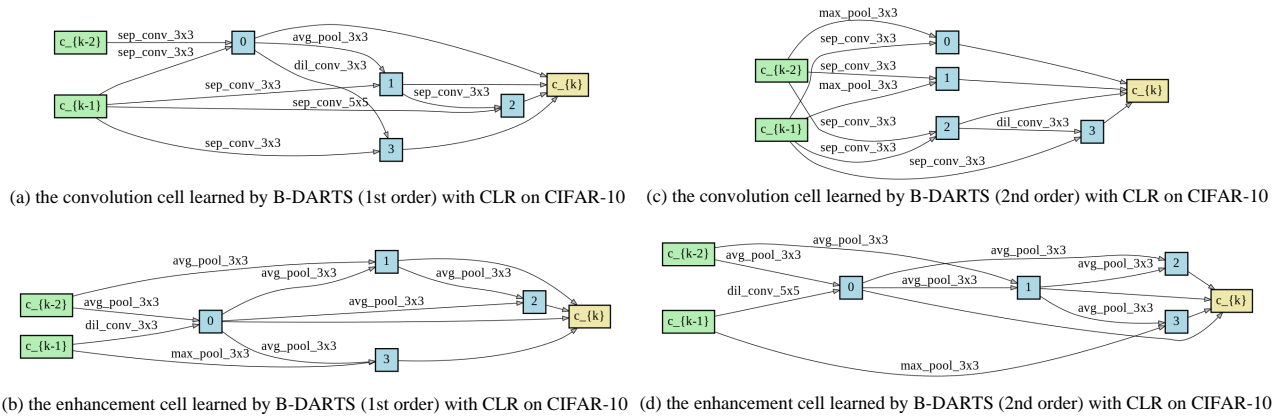 c_{k-2}
sep_conv_3x3
sep_conv_3x3
0
avg_pool_3x3
dil_conv_3x3
c_{k-1}
sep_conv_3x3
1
sep_conv_3x3
c_{k}
sep_conv_5x5
2
sep_conv_3x3
3
(a) the convolution cell learned by B-DARTS (1st order) with CLR on CIFAR-10
max_pool_3x3
sep_conv_3x3
0
c_{k-2}
sep_conv_3x3
1
max_pool_3x3
c_{k}
c_{k-1}
sep_conv_3x3
2
dil_conv_3x3
3
sep_conv_3x3
sep_conv_3x3
(c) the convolution cell learned by B-DARTS (2nd order) with CLR on CIFAR-10
avg_pool_3x3
1
avg_pool_3x3
avg_pool_3x3
c_{k-2}
avg_pool_3x3
avg_pool_3x3
2
0
c_{k}
dil_conv_3x3
c_{k-1}
avg_pool_3x3
max_pool_3x3
3
(b) the enhancement cell learned by B-DARTS (1st order) with CLR on CIFAR-10
c_{k-2}
avg_pool_3x3
avg_pool_3x3
avg_pool_3x3
avg_pool_3x3
2
dil_conv_5x5
0
avg_pool_3x3
1
c_{k}
c_{k-1}
avg_pool_3x3
3
max_pool_3x3
(d) the enhancement cell learned by B-DARTS (2nd order) with CLR on CIFAR-10